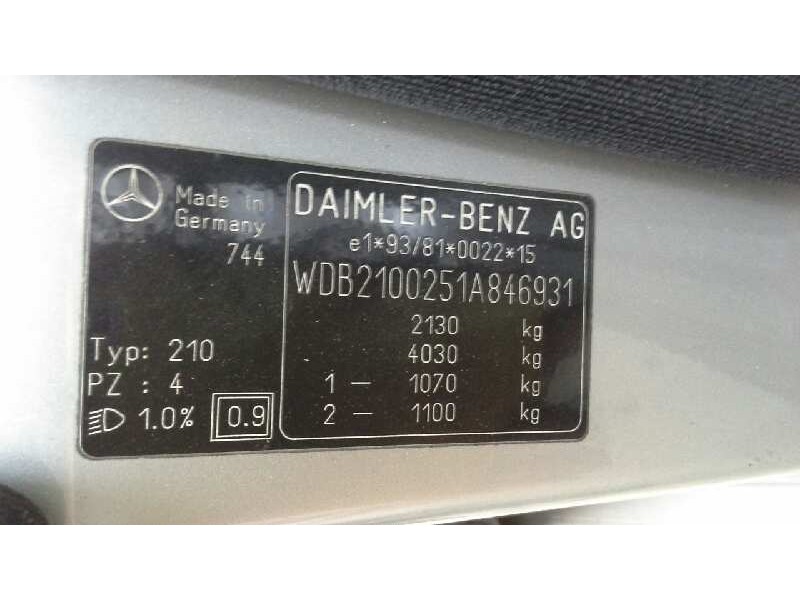 Made in
Germany
744
Typ: 210
PZ : 4
1.0% 0.9
DAIMLER-BENZ AG
e1*93/81*0022*15
WDB2100251A846931
2130 kg
4030 kg
1 – 1070 kg
2 – 1100 kg